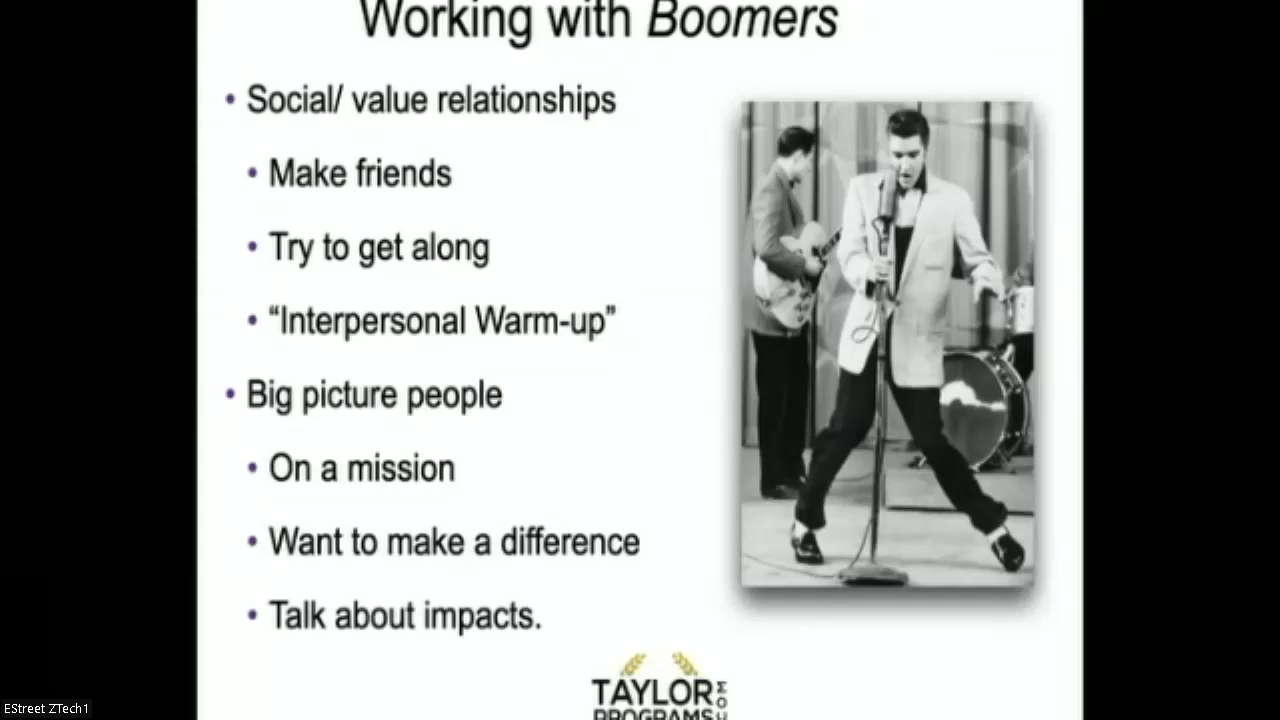 Working with Boomers
• Social/ value relationships
• Make friends
• Try to get along
• “Interpersonal Warm-up”
• Big picture people
• On a mission
• Want to make a difference
• Talk about impacts.
TAYLOR
PROGRAMS
EStreet ZTech1